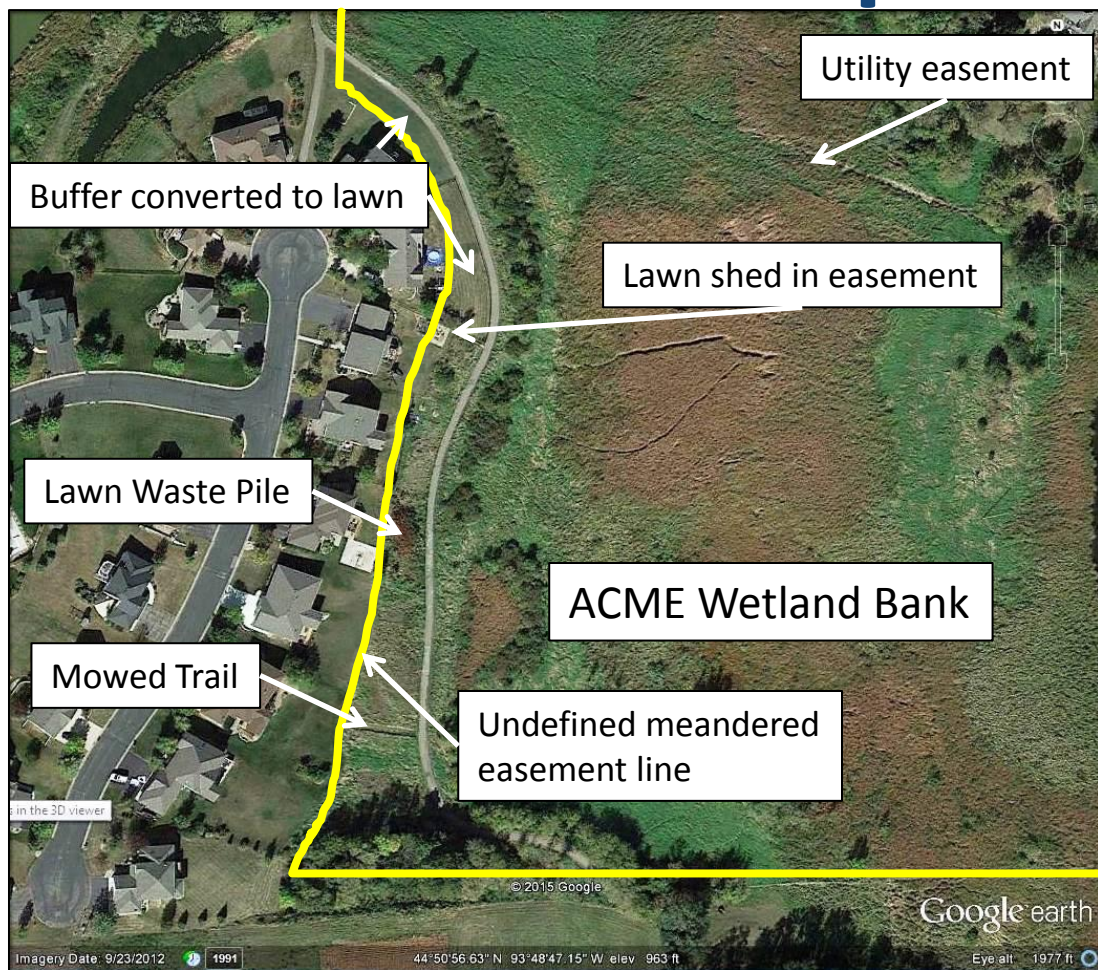 N
Utility easement
Buffer converted to lawn
Lawn shed in easement
Lawn Waste Pile
ACME Wetland Bank
Mowed Trail
Undefined meandered
easement line
s in the 3D viewer
© 2015 Google
Google earth
Imagery Date: 9/23/2012 1991 44°50'56.63" N 93°48'47.15" W elev 963 ft Eye alt 1977 ft